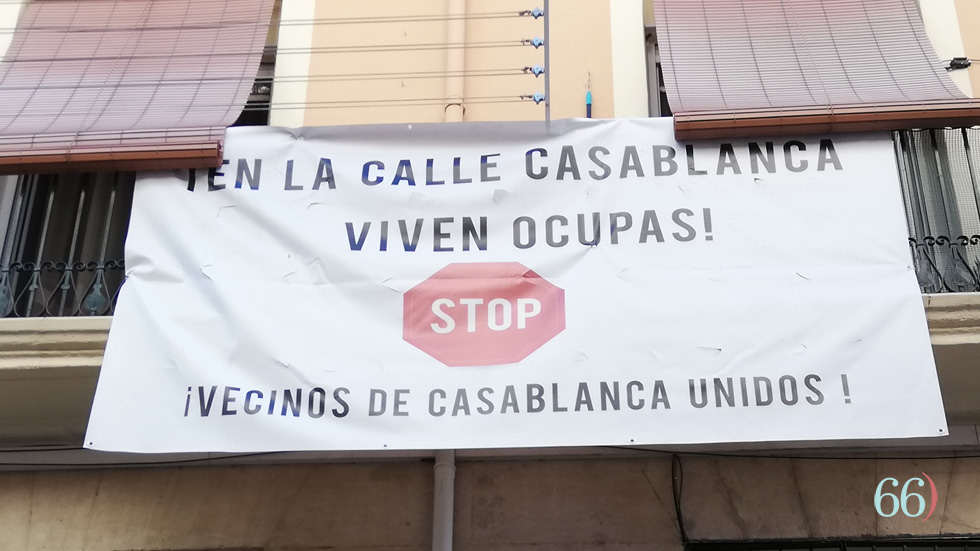 ¡EN LA CALLE CASABLANCA
VIVEN OCUPAS!
STOP
¡VECINOS DE CASABLANCA UNIDOS !
66)